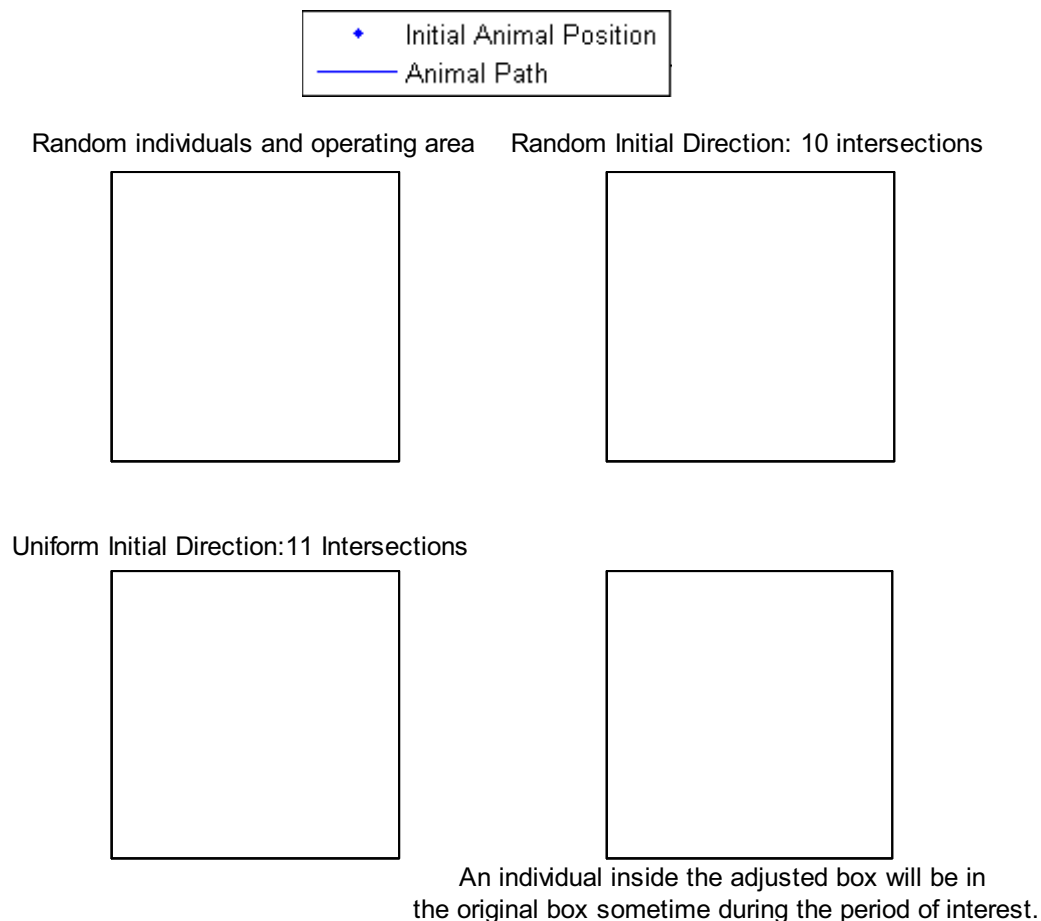 Initial Animal Position
Animal Path
Random individuals and operating area
Random Initial Direction: 10 intersections
Uniform Initial Direction:11 Intersections
An individual inside the adjusted box will be in
the original box sometime during the period of interest.